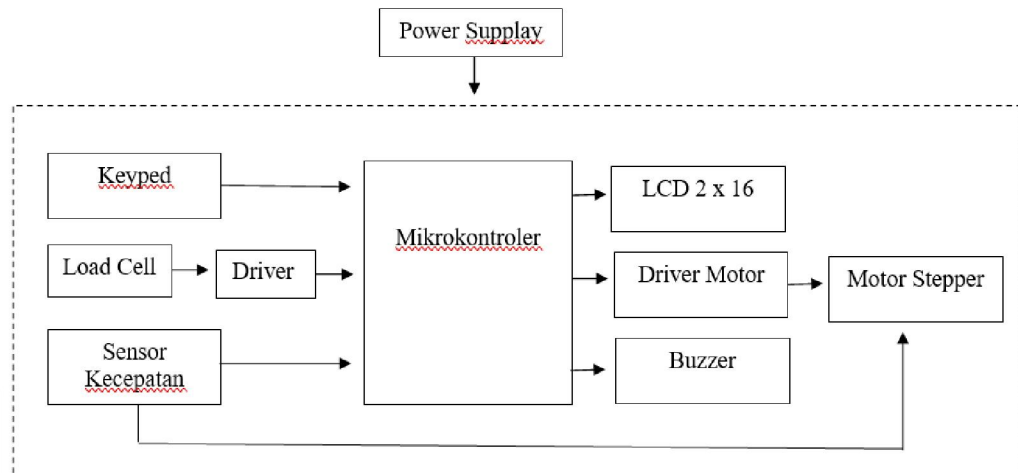 Power Supplay
Keyped
Load Cell
Driver
Sensor
Kecepatan
Mikrokontroler
LCD 2 x 16
Driver Motor
Motor Stepper
Buzzer